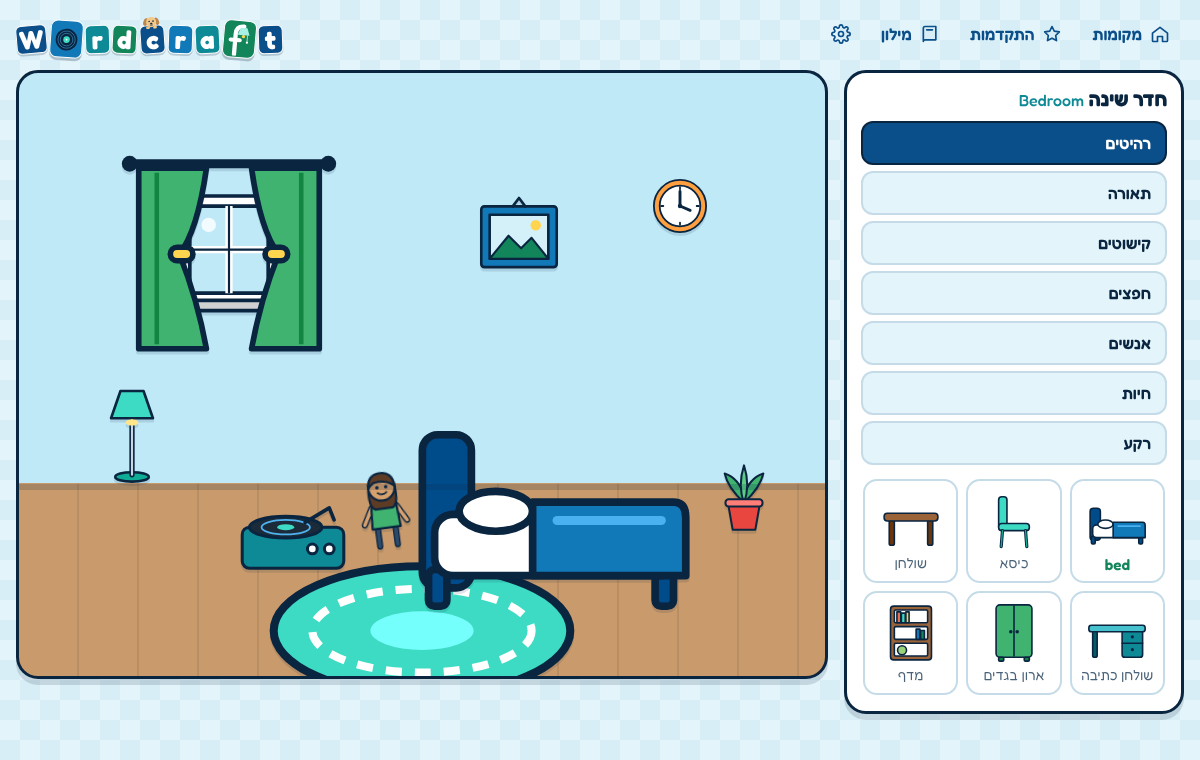 Wordcraft
מקומות
התקדמות
מילון
חדר שינה Bedroom
רהיטים
תאורה
קישוטים
חפצים
אנשים
חיות
רקע
bed
כיסא
שולחן
שולחן כתיבה
ארון בגדים
מדף